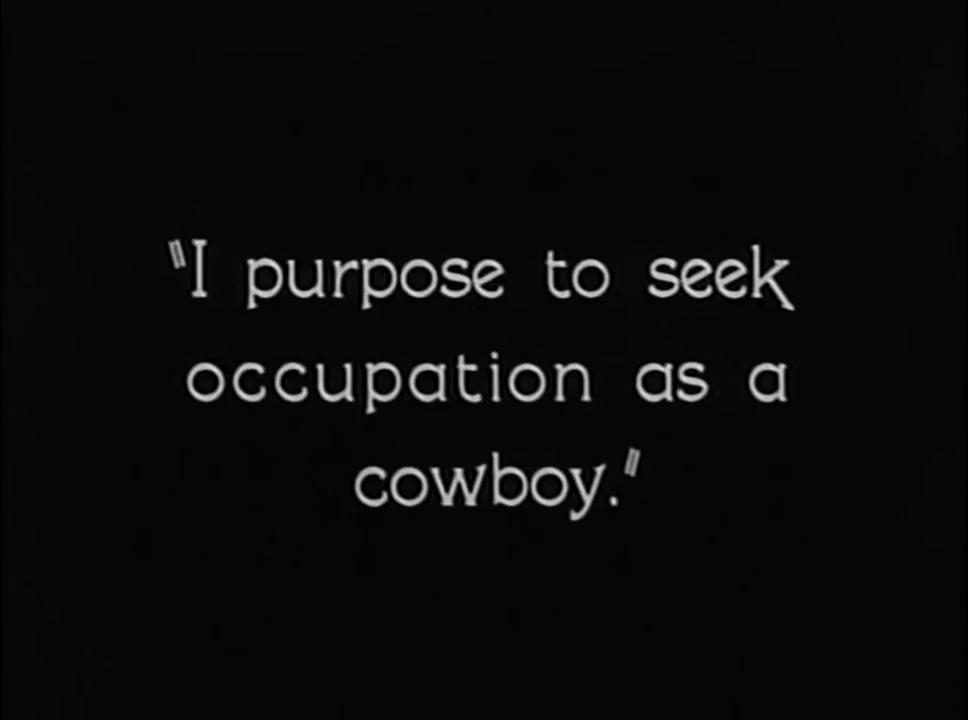 "I purpose to seek
occupation as a
cowboy."